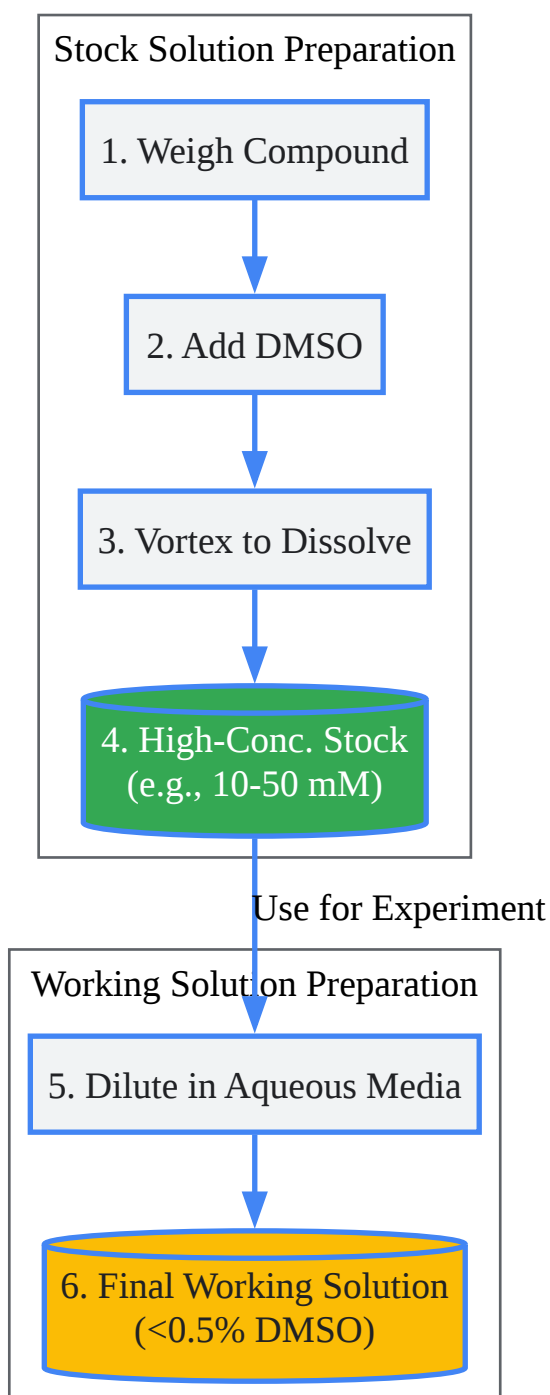 Stock Solution Preparation
1. Weigh Compound
2. Add DMSO
3. Vortex to Dissolve
4. High-Conc. Stock
(e.g., 10-50 mM)
Use for Experiment
Working Solution Preparation
5. Dilute in Aqueous Media
6. Final Working Solution
(<0.5% DMSO)